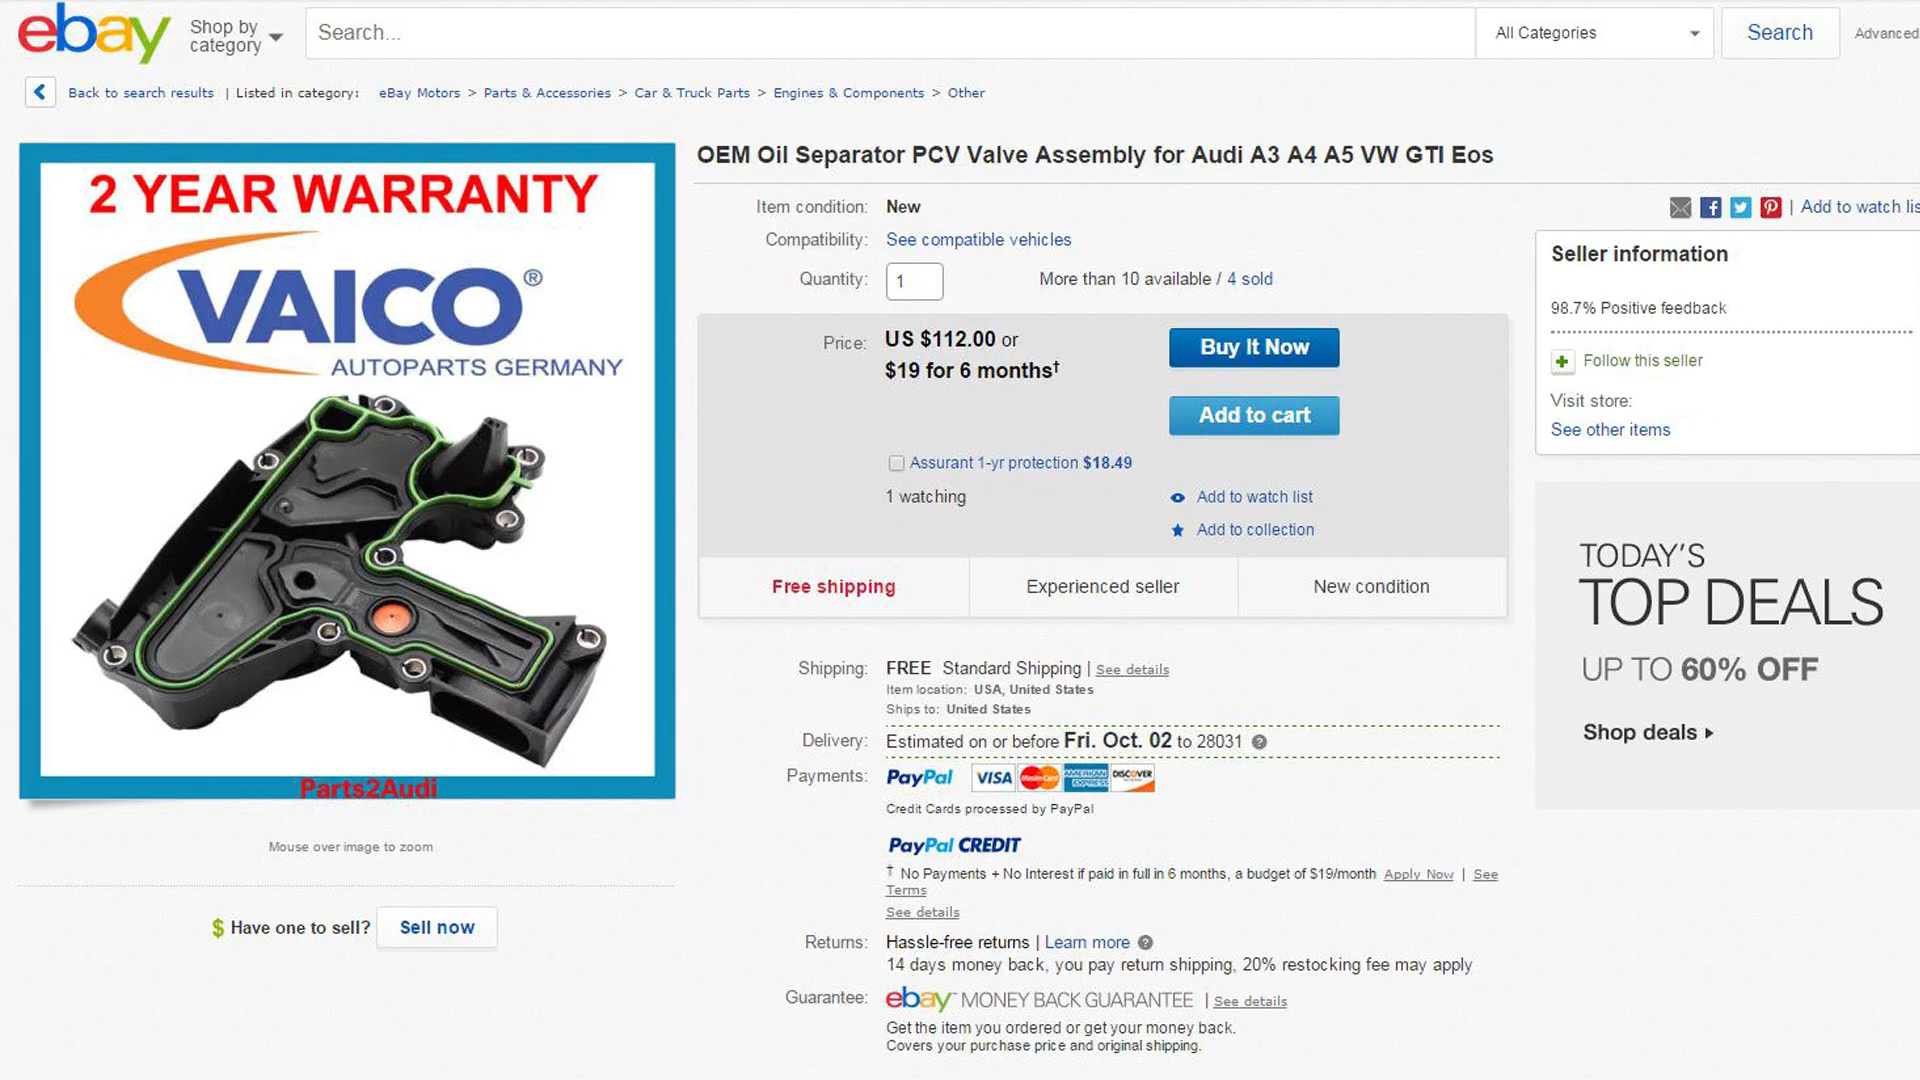 ebay
Shop by
category
Search...
All Categories
Search
Advanced
Back to search results | Listed in category: eBay Motors > Parts & Accessories > Car & Truck Parts > Engines & Components > Other
2 YEAR WARRANTY
VAICO®
AUTOPARTS GERMANY
Parts2Audi
Mouse over image to zoom
$ Have one to sell? Sell now
OEM Oil Separator PCV Valve Assembly for Audi A3 A4 A5 VW GTI Eos
Item condition: New
Compatibility: See compatible vehicles
Quantity: 1 More than 10 available / 4 sold
Price: US $112.00 or
$19 for 6 months†
Buy It Now
Add to cart
Assurant 1-yr protection $18.49
1 watching
Add to watch list
Add to collection
Free shipping
Experienced seller
New condition
Shipping: FREE Standard Shipping | See details
Item location: USA, United States
Ships to: United States
Delivery: Estimated on or before Fri. Oct. 02 to 28031 ?
Payments: PayPal VISA MasterCard AMERICAN EXPRESS DISCOVER
Credit Cards processed by PayPal
PayPal CREDIT
† No Payments + No Interest if paid in full in 6 months, a budget of $19/month Apply Now | See
Terms
See details
Returns: Hassle-free returns | Learn more ?
14 days money back, you pay return shipping, 20% restocking fee may apply
Guarantee: ebay™ MONEY BACK GUARANTEE | See details
Get the item you ordered or get your money back.
Covers your purchase price and original shipping.
| Add to watch lis
Seller information
98.7% Positive feedback
Follow this seller
Visit store:
See other items
TODAY'S
TOP DEALS
UP TO 60% OFF
Shop deals